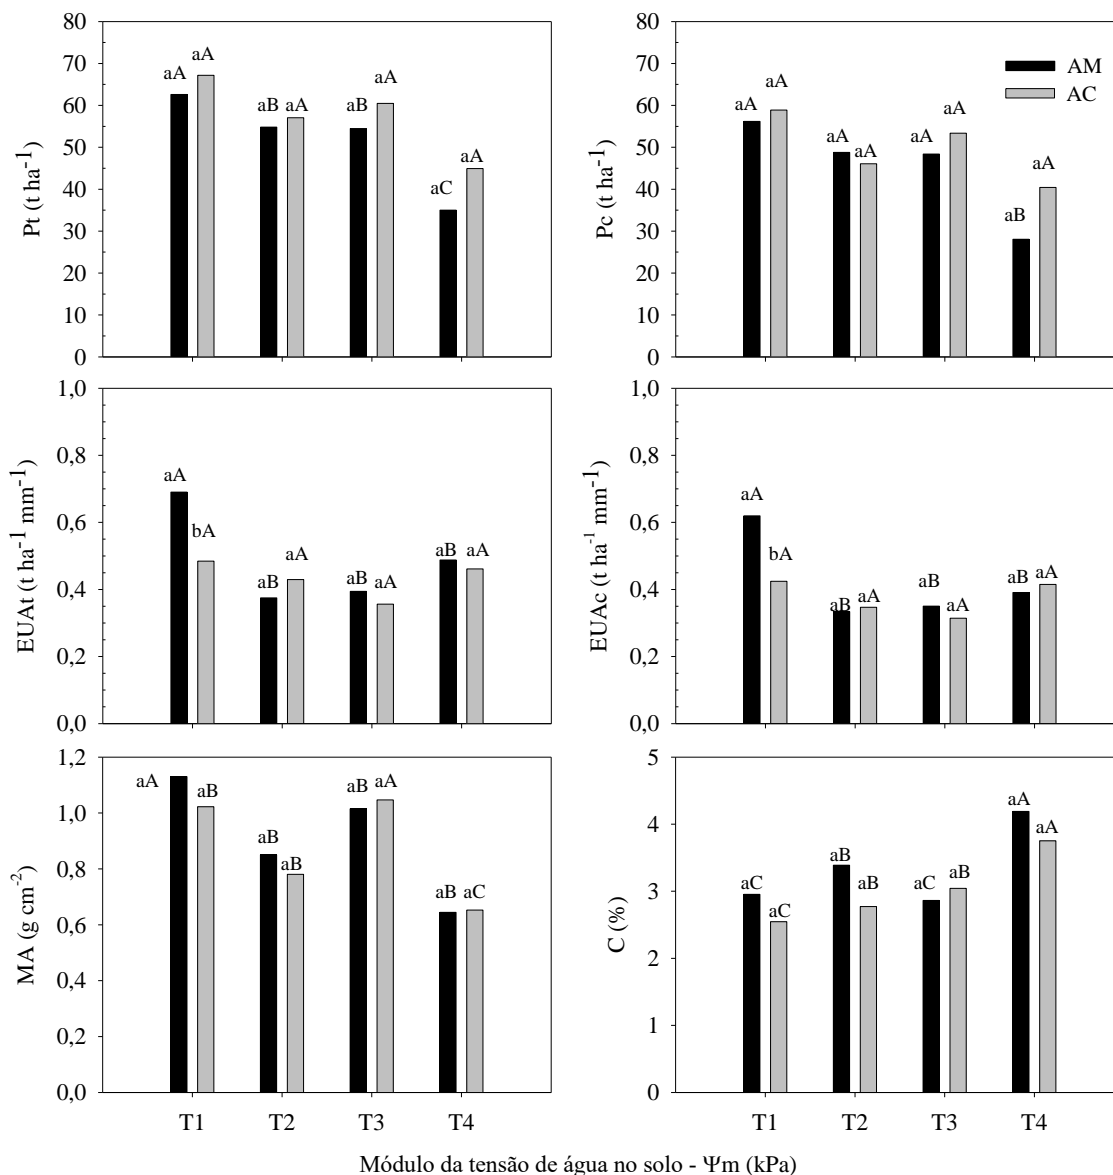 80
70
60
50
40
30
20
10
0
Pt (t ha-1)
aA
aA
aB
aA
aB
aA
aC
aA
80
70
60
50
40
30
20
10
0
Pc (t ha-1)
aA
aA
aA
aA
aA
aA
aB
aA
AM
AC
1,0
0,8
0,6
0,4
0,2
0,0
EUAt (t ha-1 mm-1)
aA
bA
aB
aA
aB
aA
aB
aA
1,0
0,8
0,6
0,4
0,2
0,0
EUAc (t ha-1 mm-1)
aA
bA
aB
aA
aB
aA
aB
aA
1,2
1,0
0,8
0,6
0,4
0,2
0,0
MA (g cm-2)
aA
aB
aB
aB
aB
aA
aB
aC
T1
T2
T3
T4
5
4
3
2
1
0
C (%)
aC
aC
aB
aB
aC
aB
aA
aA
T1
T2
T3
T4
Módulo da tensão de água no solo - Ψm (kPa)